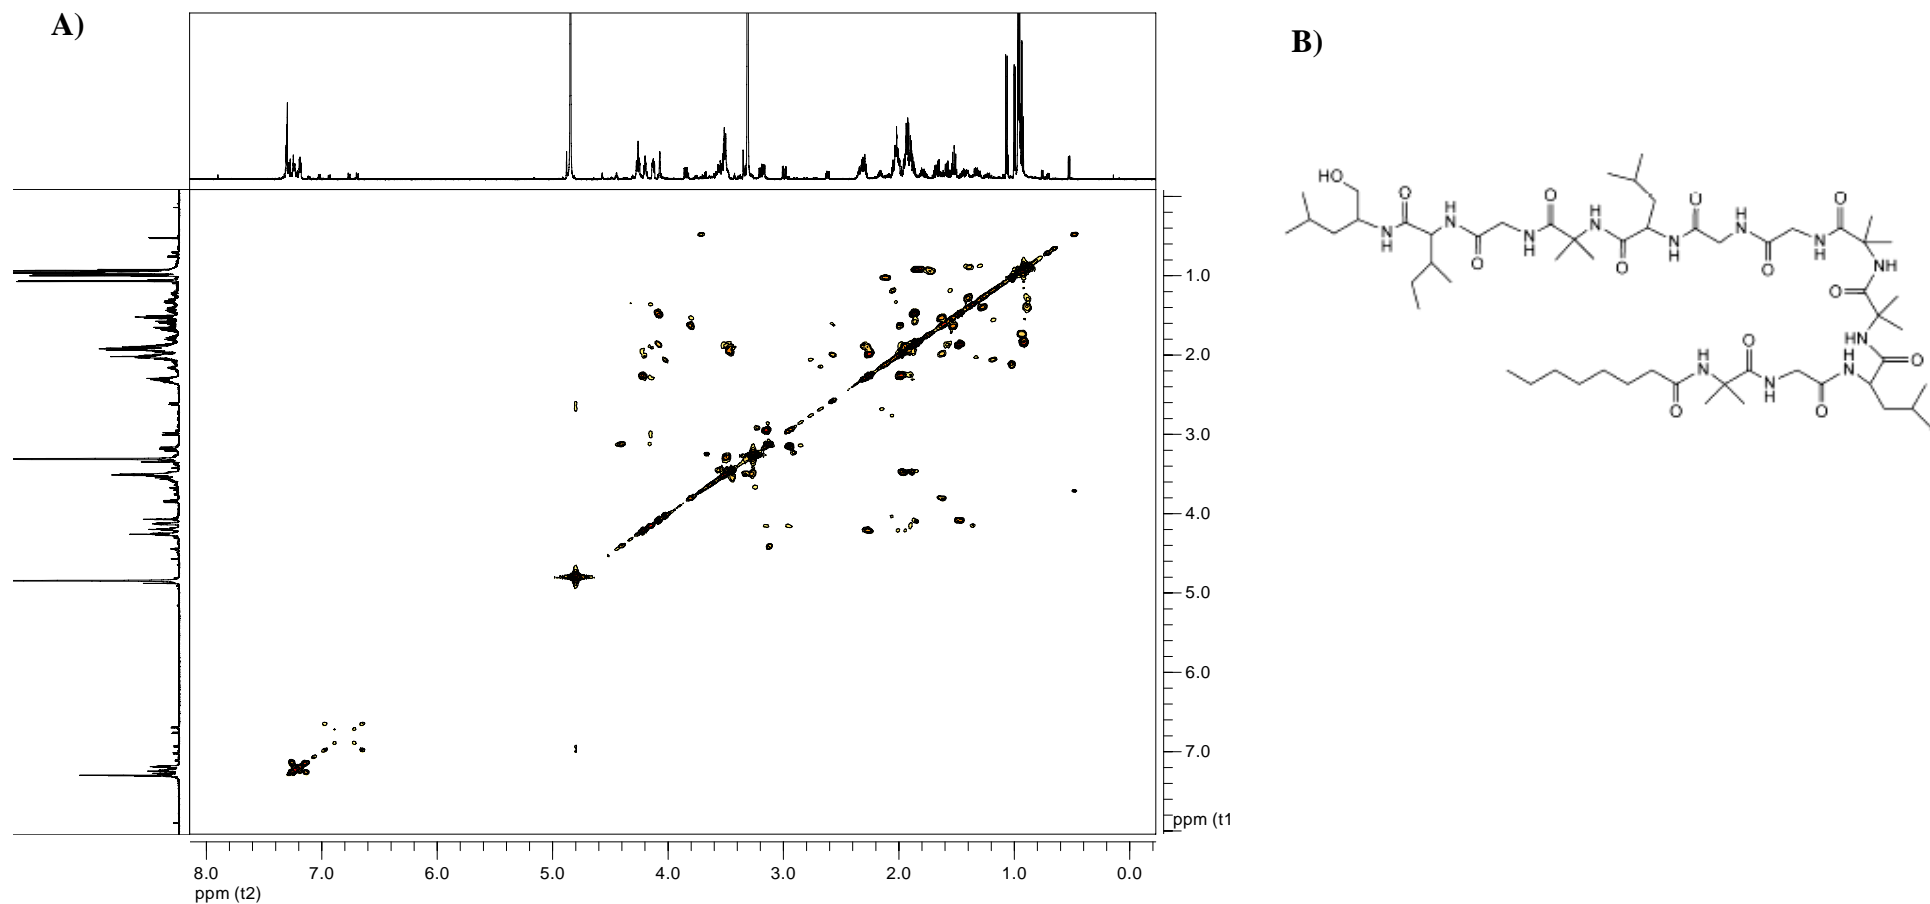 A)
B)
1.0
2.0
3.0
4.0
5.0
6.0
7.0
ppm (t1
8.0 7.0 6.0 5.0 4.0 3.0 2.0 1.0 0.0
ppm (t2)
HO O H N O O H N O O H N O
N H O N H O N H O N H
NH
O
NH
O
H N O H N
O N H O